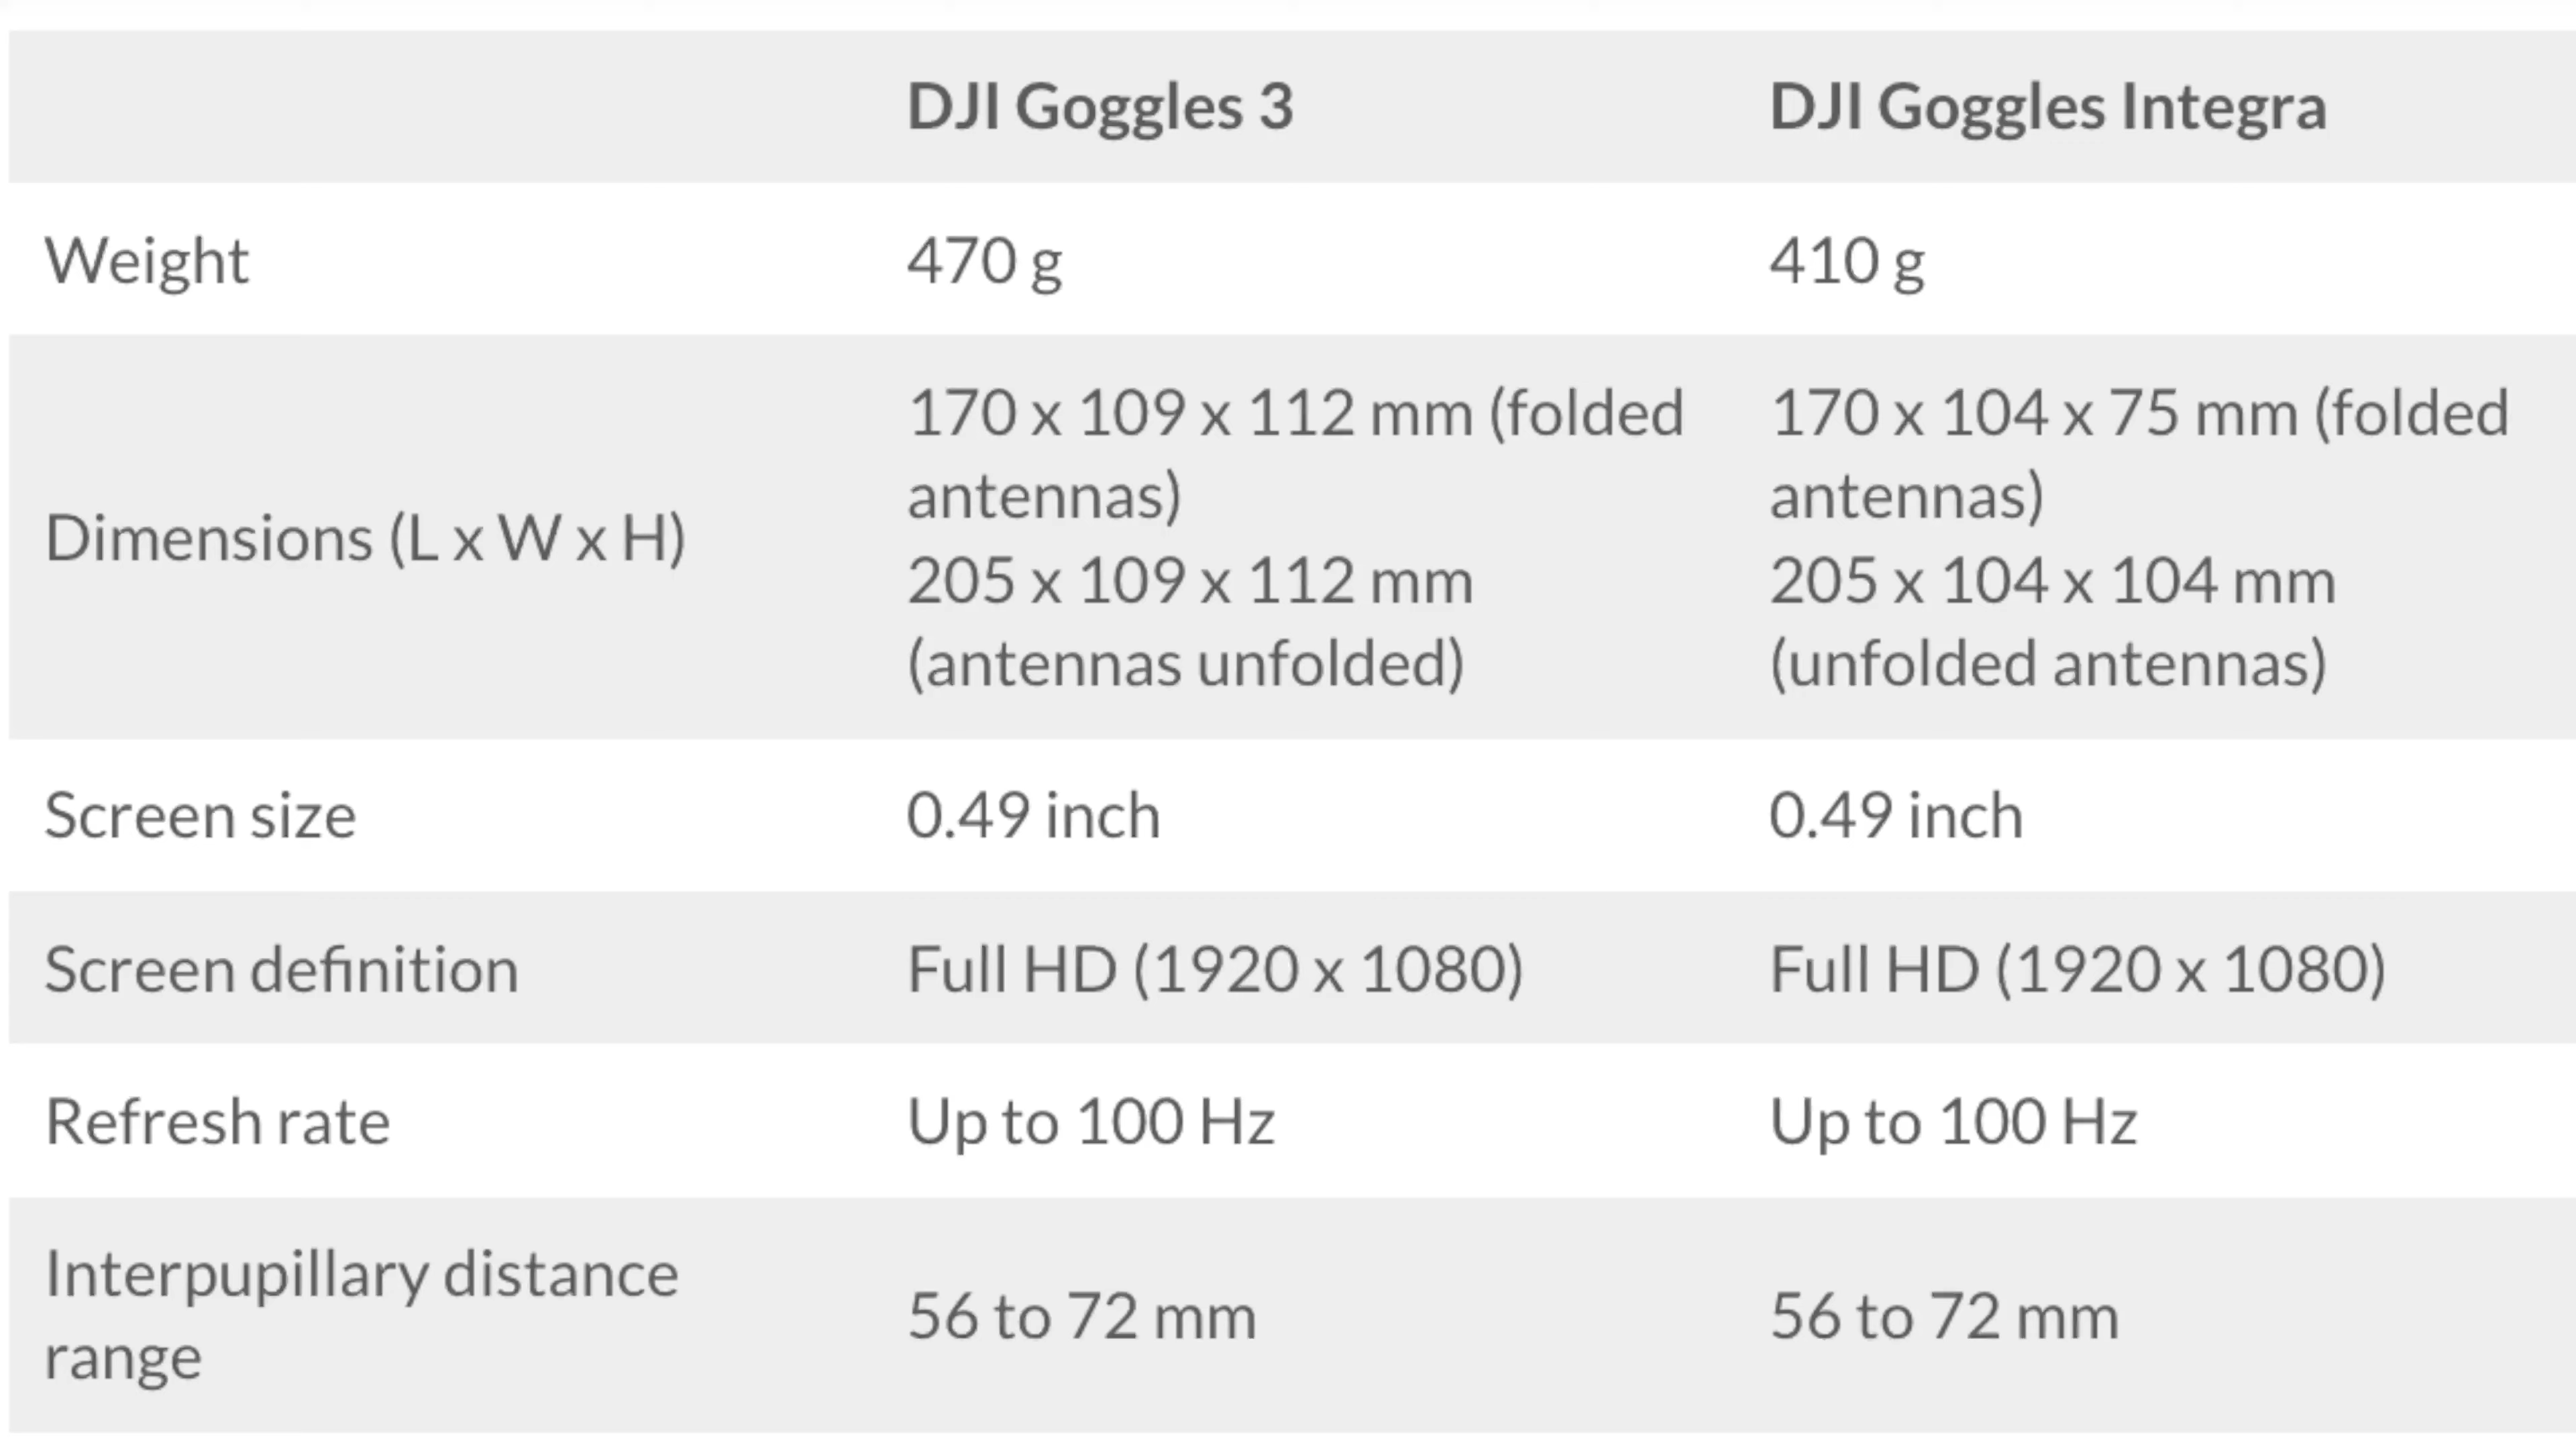 DJI Goggles 3 DJI Goggles Integra
Weight 470 g 410 g
Dimensions (L x W x H)
170 x 109 x 112 mm (folded
antennas)
205 x 109 x 112 mm
(antennas unfolded)
170 x 104 x 75 mm (folded
antennas)
205 x 104 x 104 mm
(unfolded antennas)
Screen size 0.49 inch 0.49 inch
Screen definition Full HD (1920 x 1080) Full HD (1920 x 1080)
Refresh rate Up to 100 Hz Up to 100 Hz
Interpupillary distance
range
56 to 72 mm 56 to 72 mm